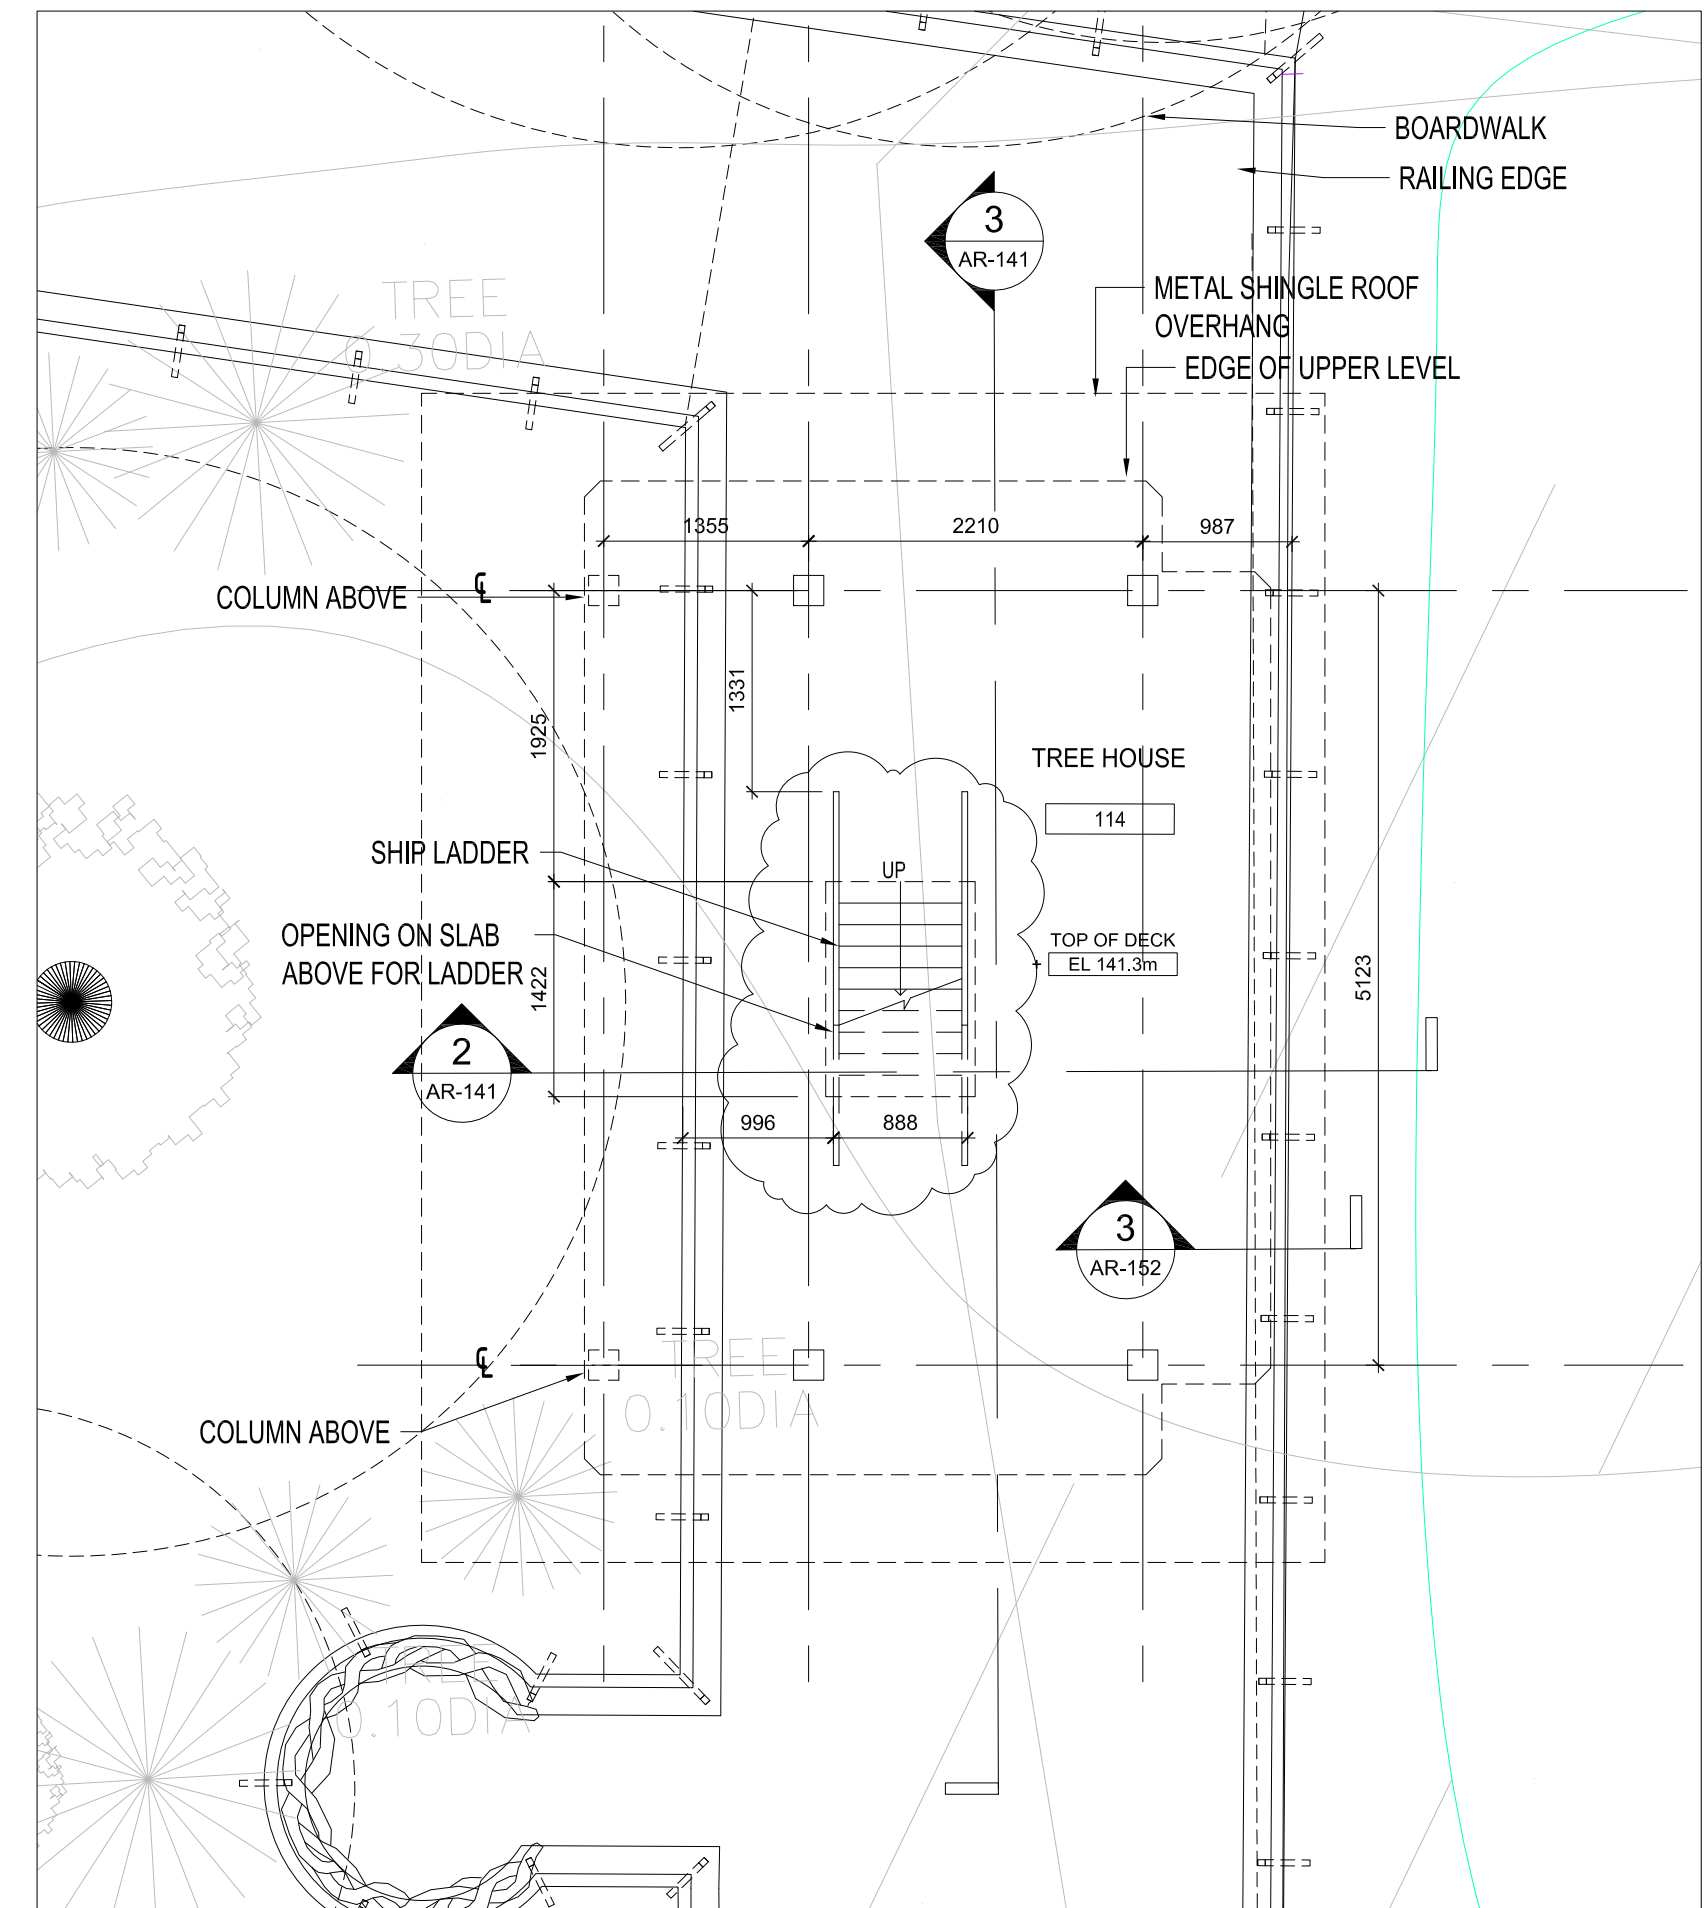 BOARDWALK
RAILING EDGE
3
AR-141
METAL SHINGLE ROOF
OVERHANG
TREE
0.30DIA
EDGE OF UPPER LEVEL
1355
2210
987
COLUMN ABOVE
℄
1331
1925
TREE HOUSE
114
SHIP LADDER
UP
OPENING ON SLAB
ABOVE FOR LADDER
TOP OF DECK
EL 141.3m
1422
5123
2
AR-141
996
888
3
AR-152
℄
TREE
0.10DIA
COLUMN ABOVE
TREE
0.10DIA